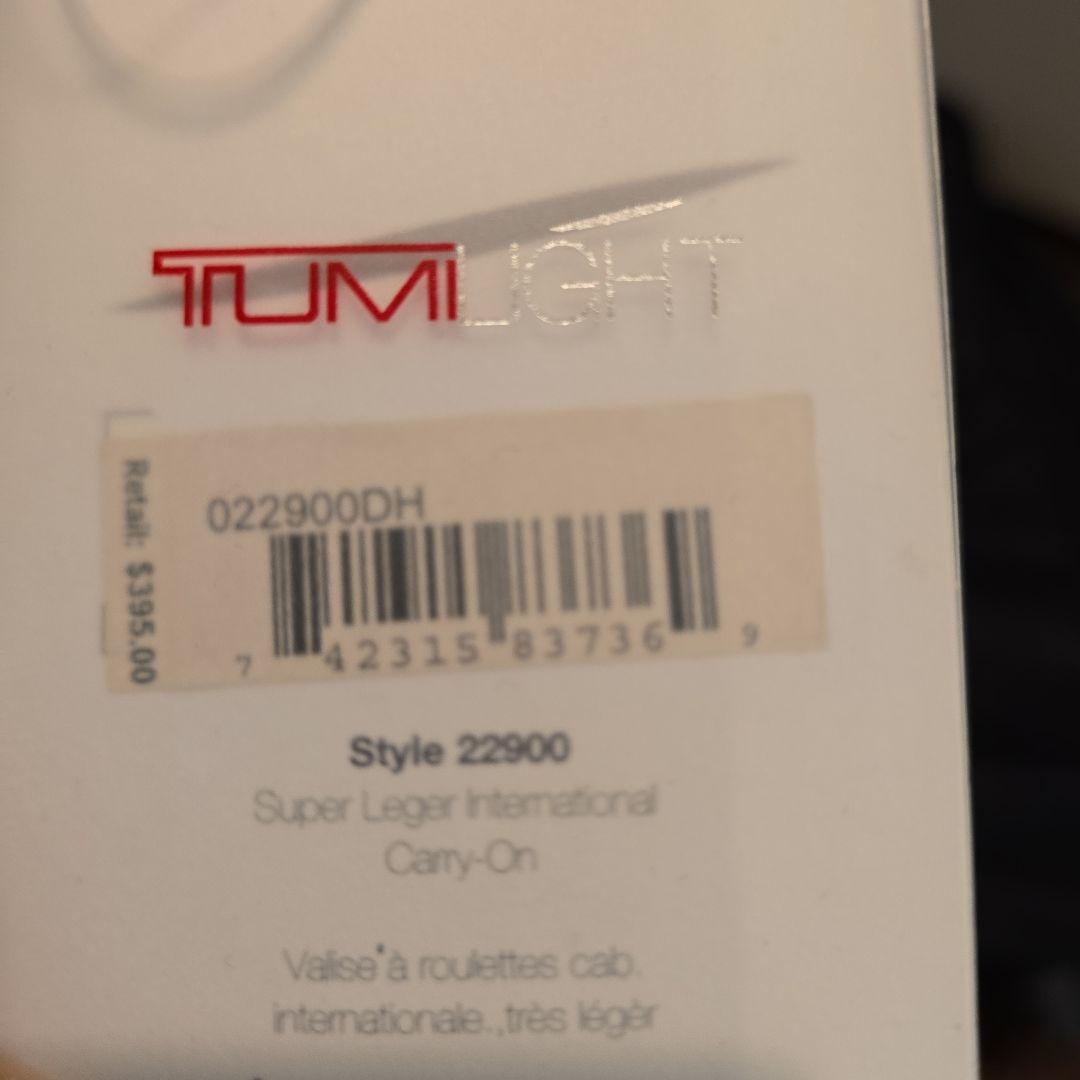 TUMILIGHT
Retail: $395.00
022900DH
7 42315 83736 9
Style 22900
Super Leger International
Carry-On
Valise à roulettes cab.
internationale.,très légèr